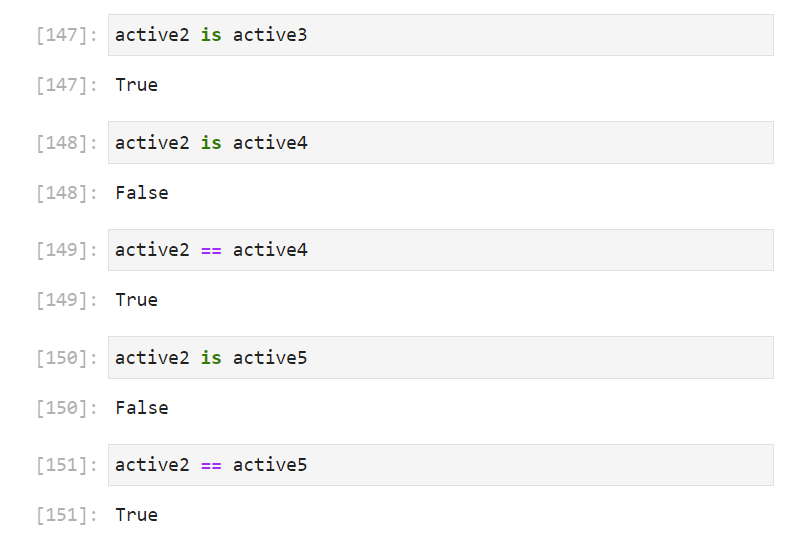 [147]: active2 is active3
[147]: True
[148]: active2 is active4
[148]: False
[149]: active2 == active4
[149]: True
[150]: active2 is active5
[150]: False
[151]: active2 == active5
[151]: True